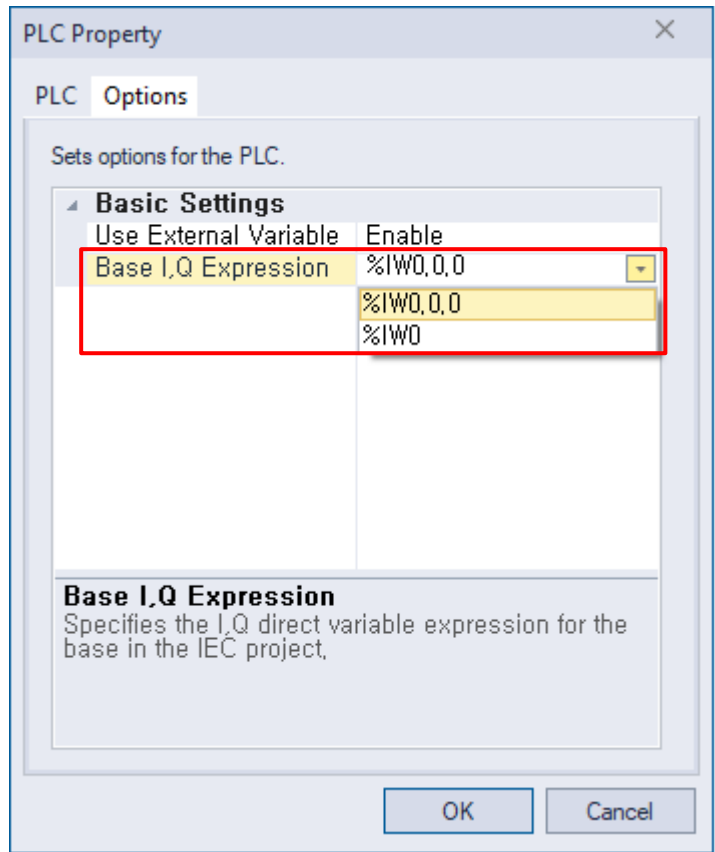 PLC Property
PLC Options
Sets options for the PLC.
Basic Settings
Use External Variable Enable
Base I,Q Expression %IW0,0,0
%IW0,0,0
%IW0
Base I,Q Expression
Specifies the I,Q direct variable expression for the
base in the IEC project,
OK Cancel